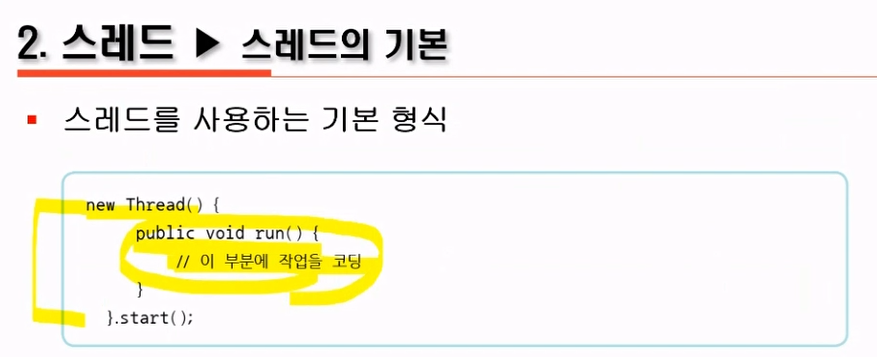 2. 스레드 ▶ 스레드의 기본
▪ 스레드를 사용하는 기본 형식
new Thread() {
public void run() {
// 이 부분에 작업들 코딩
}
}.start();